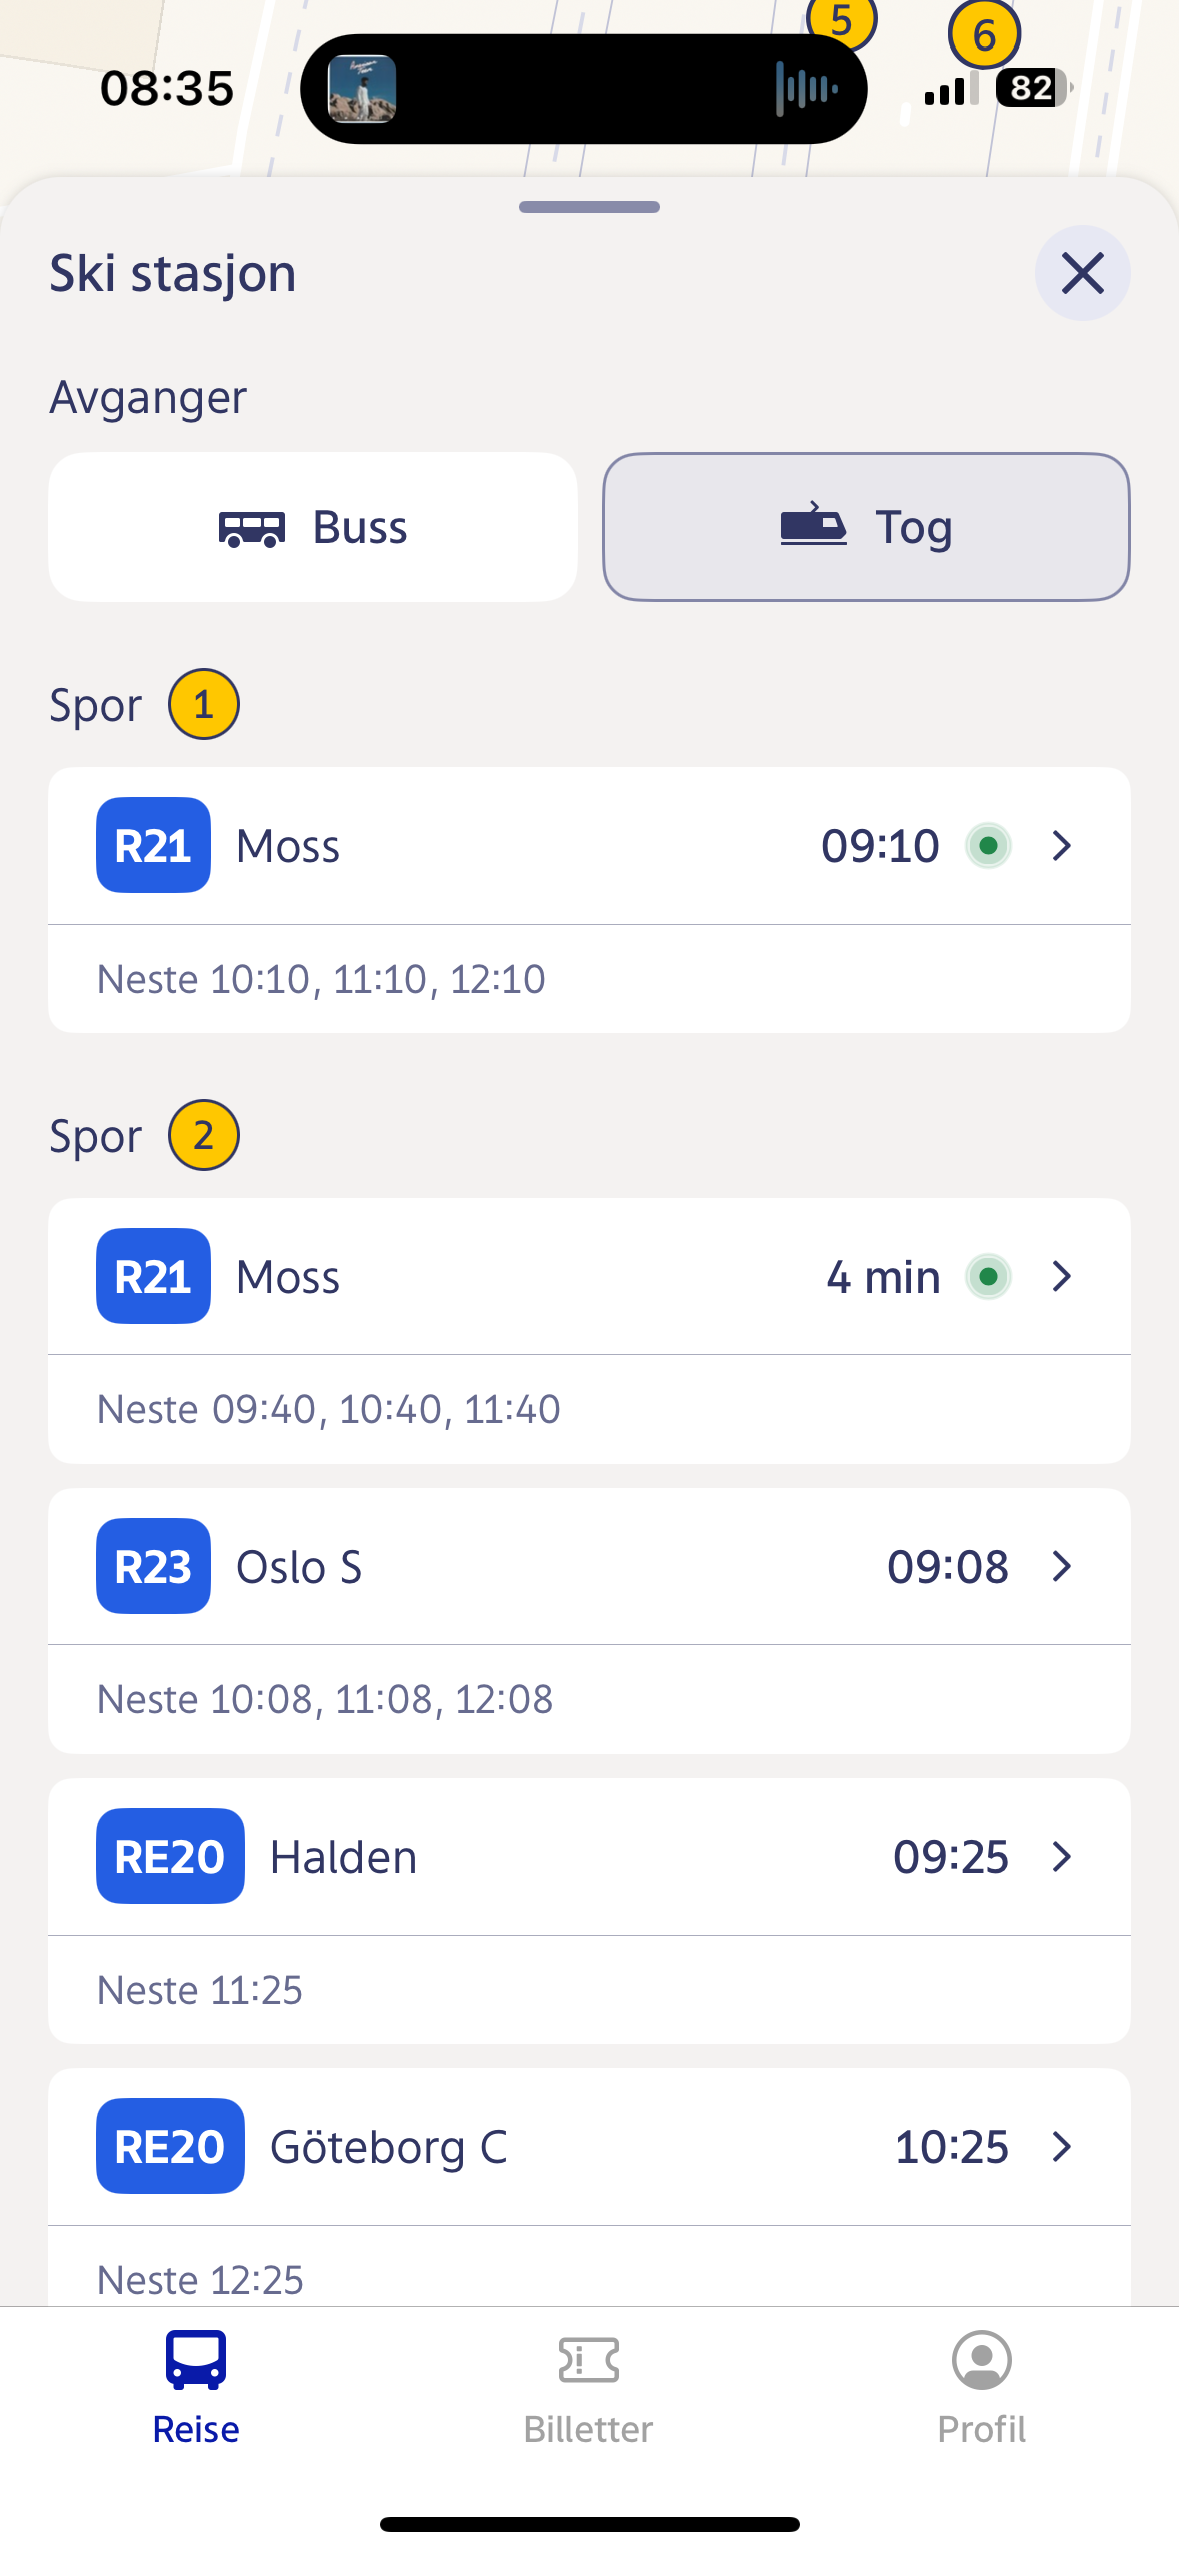 5
6
08:35
82
Ski stasjon
Avganger
Buss
Tog
Spor 1
R21 Moss 09:10
Neste 10:10, 11:10, 12:10
Spor 2
R21 Moss 4 min
Neste 09:40, 10:40, 11:40
R23 Oslo S 09:08
Neste 10:08, 11:08, 12:08
RE20 Halden 09:25
Neste 11:25
RE20 Göteborg C 10:25
Neste 12:25
Reise
Billetter
Profil